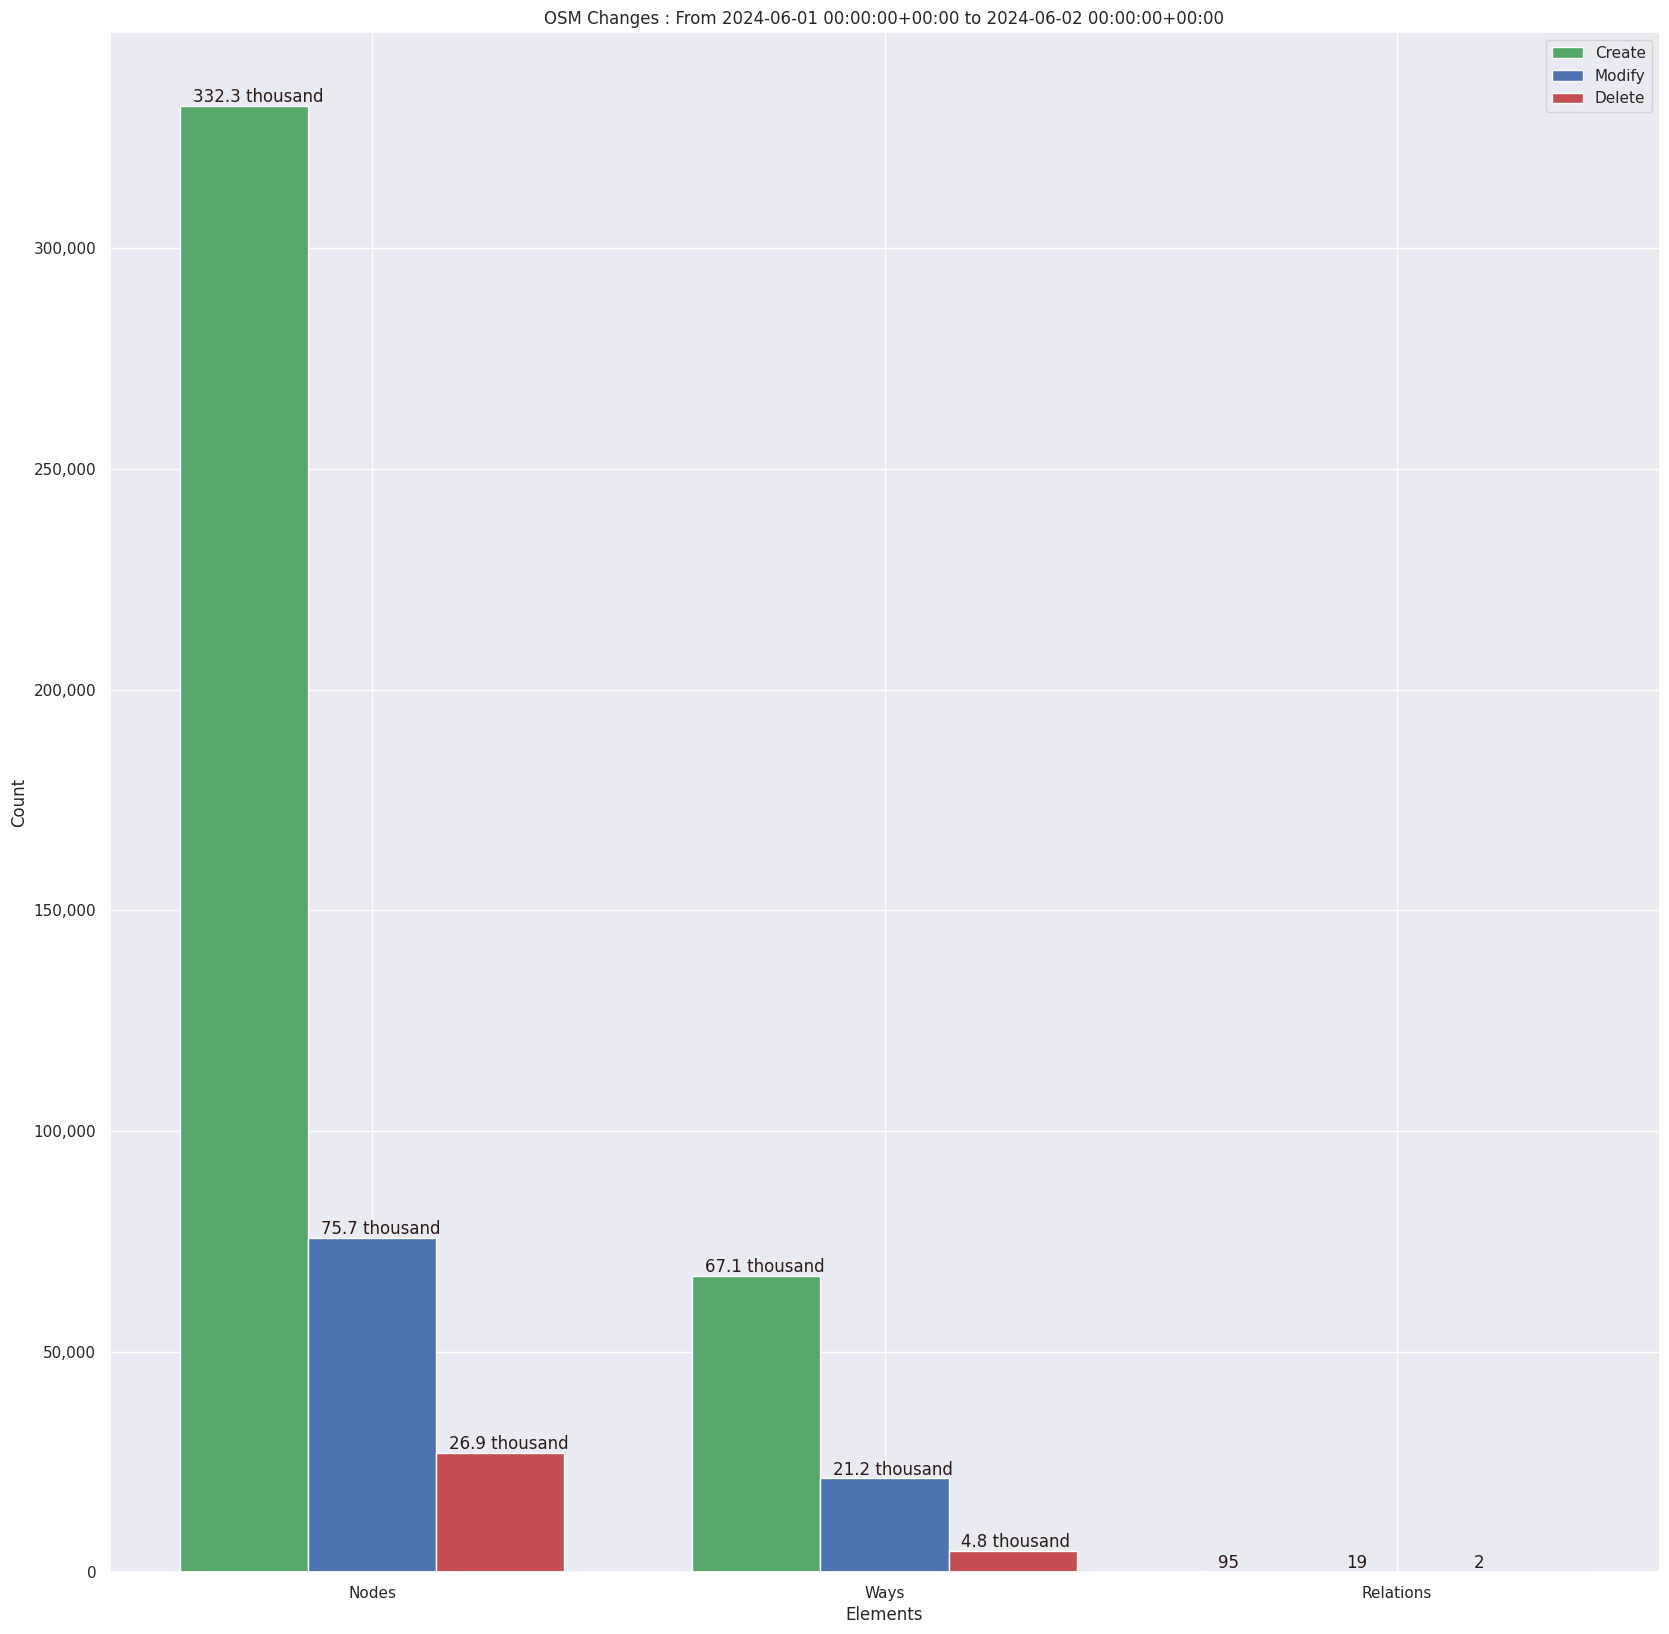 OSM Changes : From 2024-06-01 00:00:00+00:00 to 2024-06-02 00:00:00+00:00
Create
Modify
Delete
332.3 thousand
300,000
250,000
200,000
Count
150,000
100,000
75.7 thousand
67.1 thousand
50,000
26.9 thousand
21.2 thousand
4.8 thousand
95
19
2
0
Nodes
Ways
Relations
Elements